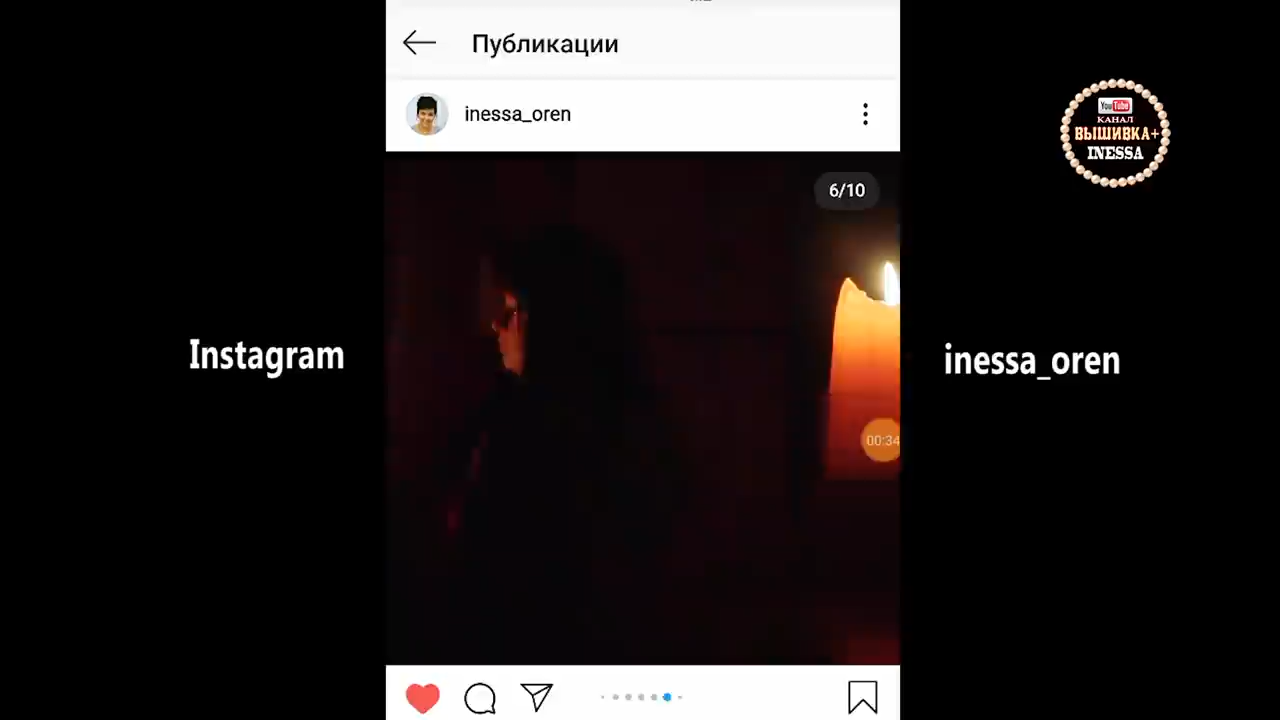 Публикации
inessa_oren
6/10
YouTube
КАНАЛ
ВЫШИВКА+
INESSA
Instagram
inessa_oren
00:34